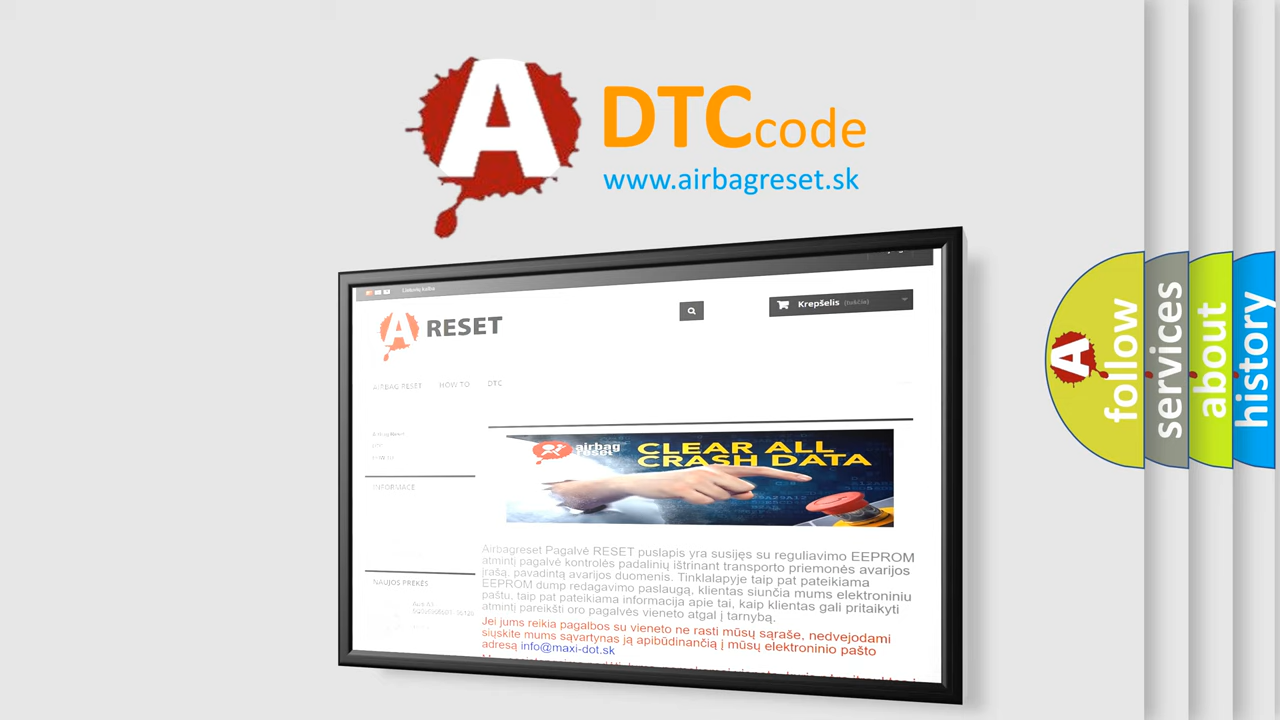 A
DTCcode
www.airbagreset.sk
A RESET
Krepšelis (tuščia)
AIRBAG RESET HOW TO DTC
airbag
reset
CLEAR ALL
CRASH DATA
INFORMACE
NAUJOS PREKĖS
Airbagreset Pagalvė RESET puslapis yra susijęs su reguliavimo EEPROM
atmintį pagalvė kontrolės padalinių ištrinant transporto priemonės avarijos
įrašą, pavadintą avarijos duomenis. Tinklalapyje taip pat pateikiama
EEPROM dump redagavimo paslaugą, klientas siunčia mums elektroniniu
paštu, taip pat pateikiama informacija apie tai, kaip klientas gali pritaikyti
atmintį pareikšti oro pagalvės vieneto atgal į tarnybą.
Jei jums reikia pagalbos su vieneto ne rasti mūsų sąraše, nedvejodami
siųskite mums sąvartynas ją apibūdinančią į mūsų elektroninio pašto
adresą info@maxi-dot.sk
A
follow
services
about
history